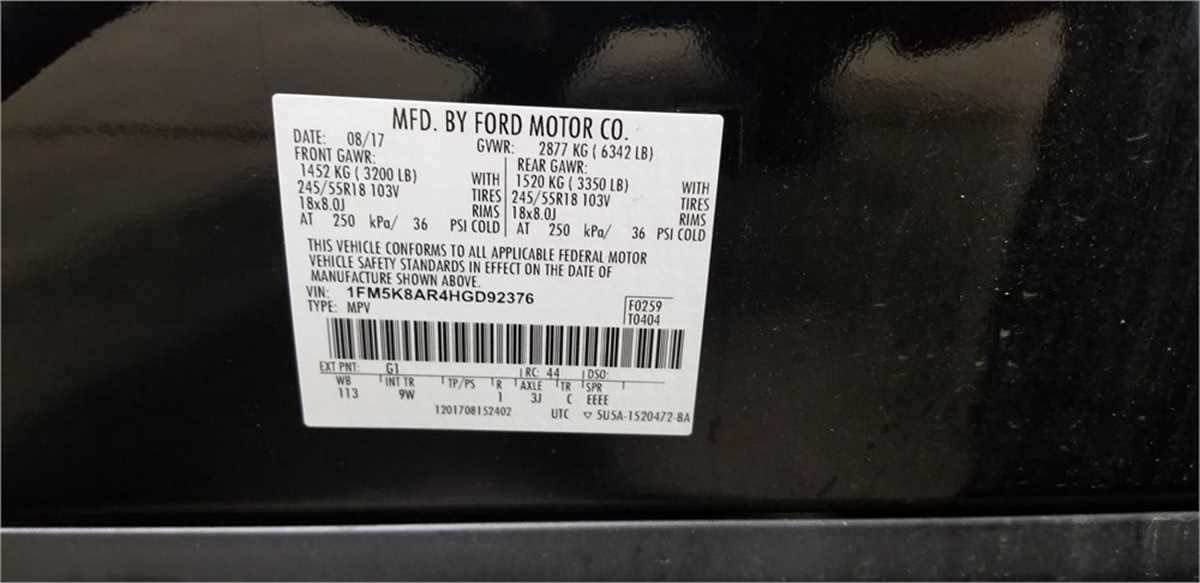 MFD. BY FORD MOTOR CO.
DATE: 08/17 GVWR: 2877 KG ( 6342 LB)
FRONT GAWR: REAR GAWR:
1452 KG ( 3200 LB) WITH 1520 KG ( 3350 LB) WITH
245/55R18 103V TIRES 245/55R18 103V TIRES
18x8.0J RIMS 18x8.0J RIMS
AT 250 kPa/ 36 PSI COLD AT 250 kPa/ 36 PSI COLD
THIS VEHICLE CONFORMS TO ALL APPLICABLE FEDERAL MOTOR
VEHICLE SAFETY STANDARDS IN EFFECT ON THE DATE OF
MANUFACTURE SHOWN ABOVE.
VIN: 1FM5K8AR4HGD92376 F0259
TYPE: MPV T0404
EXT PNT: G1 RC: 44 DSO:
WB INT TR TP/PS R AXLE TR SPR
113 9W 1 3J C EEEE
1201708152402 UTC ▽ 5U5A-1520472-BA